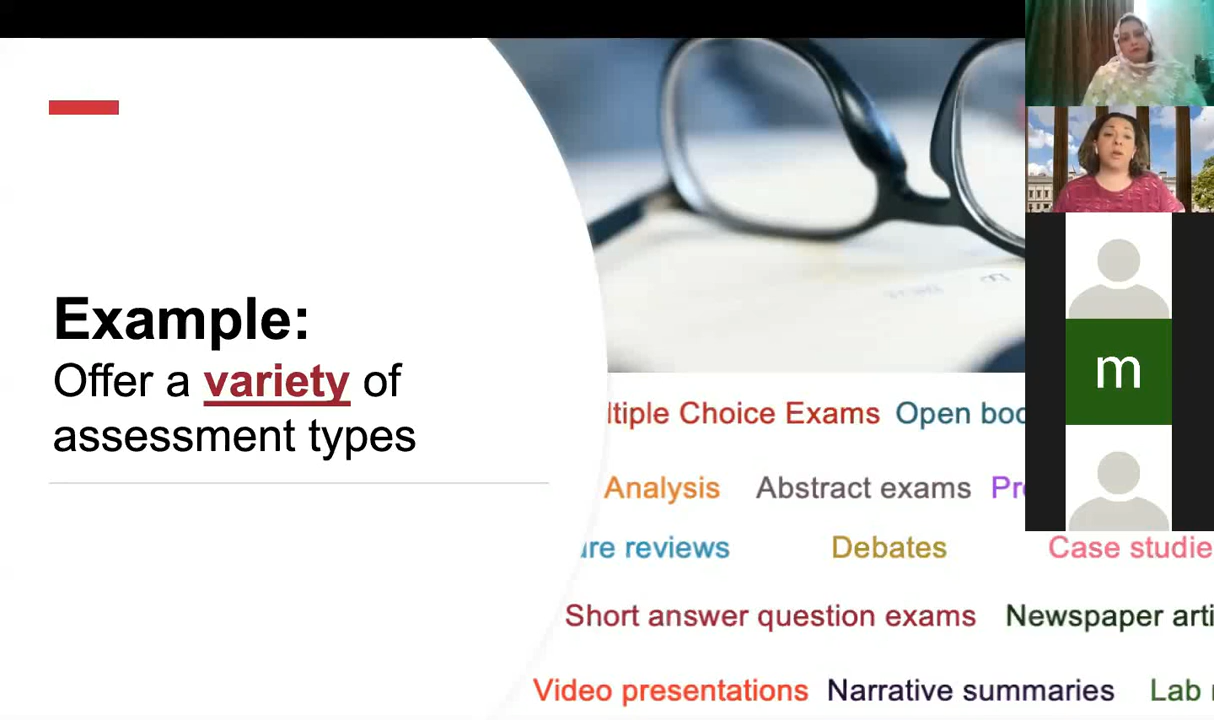 Example:
Offer a variety of
assessment types
ltiple Choice Exams Open boo
Analysis Abstract exams Pr
re reviews Debates Case studie
Short answer question exams Newspaper arti
Video presentations Narrative summaries Lab
m